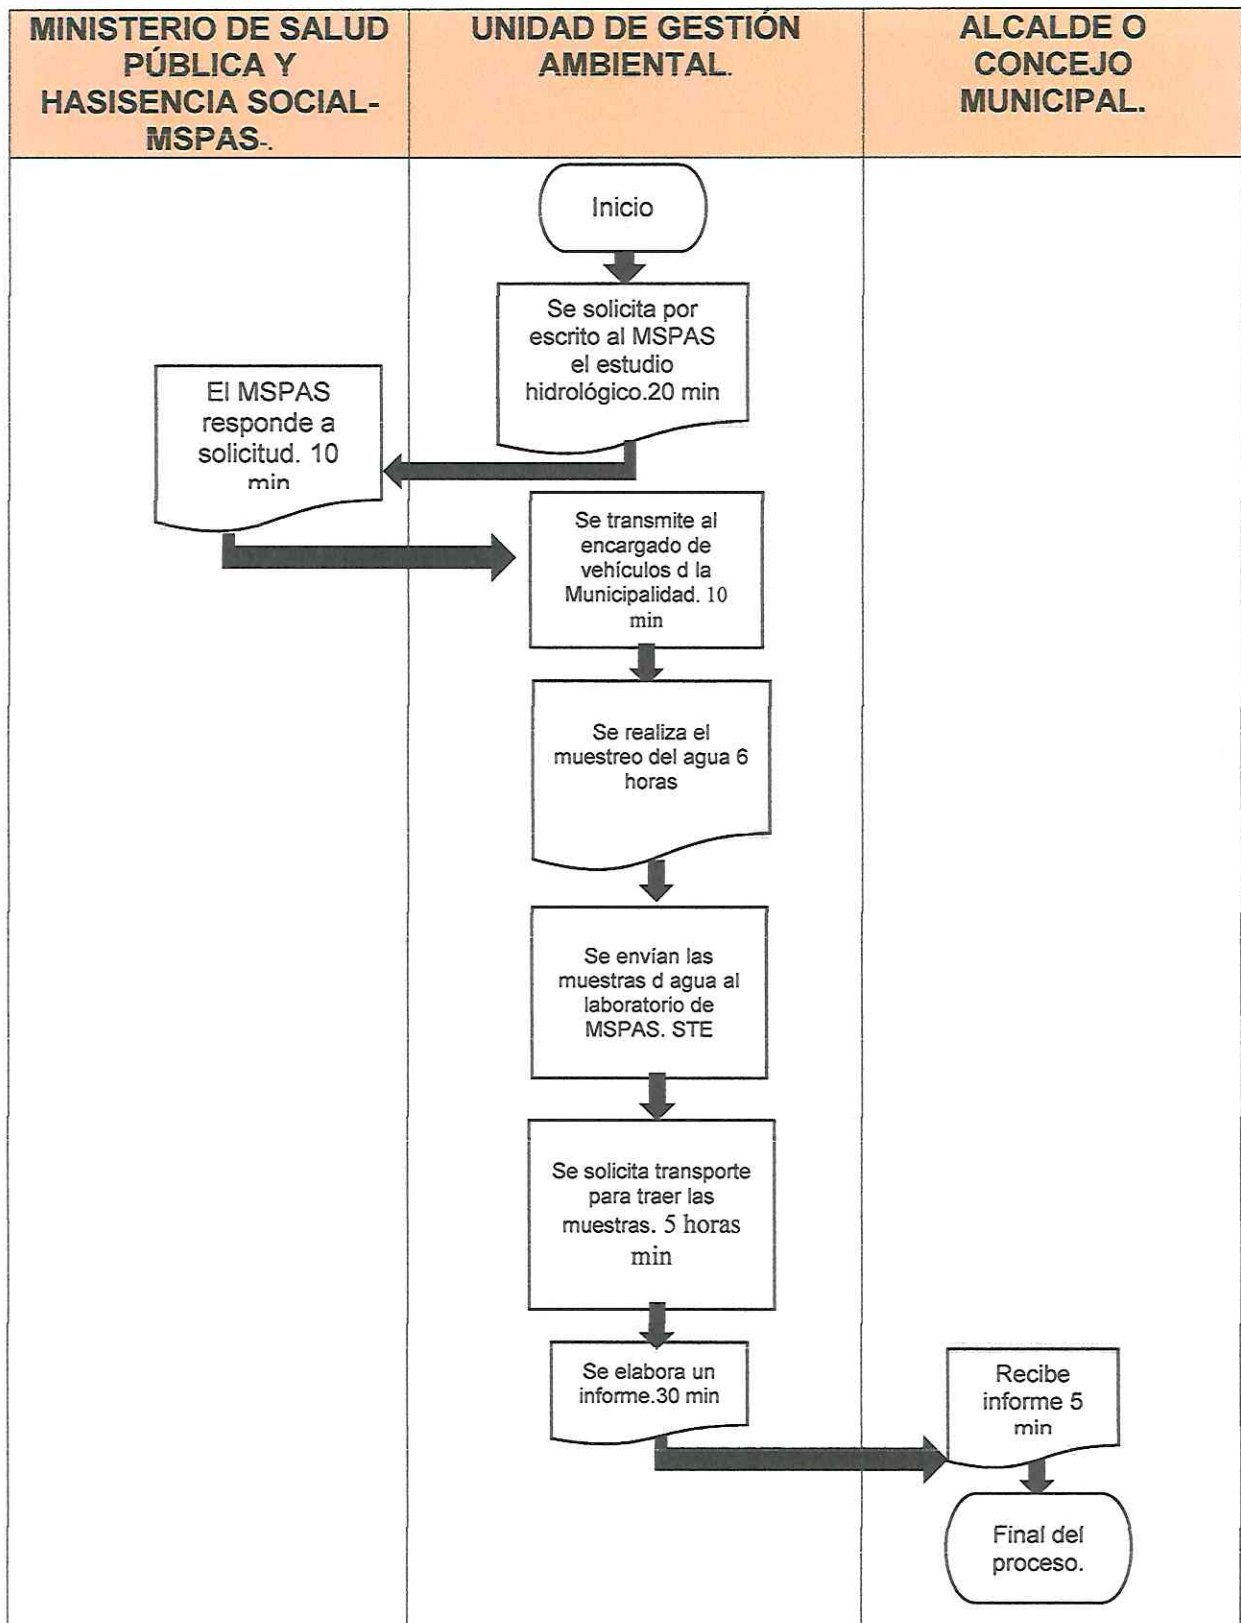 MINISTERIO DE SALUD
PÚBLICA Y
HASISENCIA SOCIAL-
MSPAS-.
UNIDAD DE GESTIÓN
AMBIENTAL.
ALCALDE O
CONCEJO
MUNICIPAL.
Inicio
Se solicita por
escrito al MSPAS
el estudio
hidrológico.20 min
El MSPAS
responde a
solicitud. 10
min
Se transmite al
encargado de
vehículos d la
Municipalidad. 10
min
Se realiza el
muestreo del agua 6
horas
Se envían las
muestras d agua al
laboratorio de
MSPAS. STE
Se solicita transporte
para traer las
muestras. 5 horas
min
Se elabora un
informe.30 min
Recibe
informe 5
min
Final del
proceso.